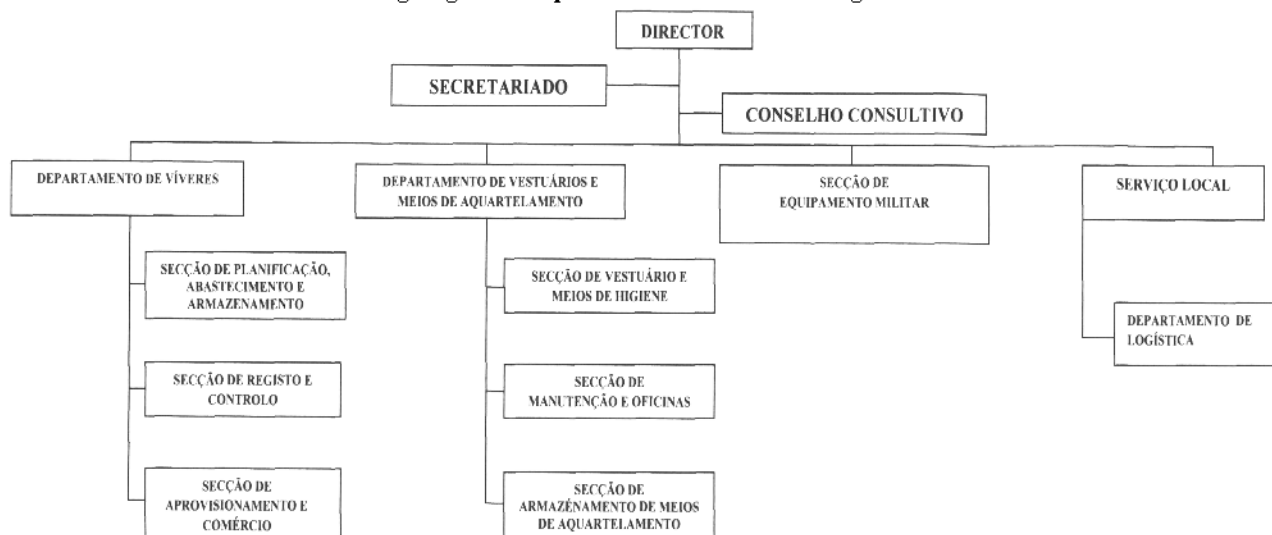 DIRECTOR
SECRETARIADO
CONSELHO CONSULTIVO
DEPARTAMENTO DE VÍVERES
DEPARTAMENTO DE VESTUÁRIOS E
MEIOS DE AQUARTELAMENTO
SECÇÃO DE
EQUIPAMENTO MILITAR
SERVIÇO LOCAL
SECÇÃO DE PLANIFICAÇÃO,
ABASTECIMENTO E
ARMAZENAMENTO
SECÇÃO DE VESTUÁRIO E
MEIOS DE HIGIENE
DEPARTAMENTO DE
LOGÍSTICA
SECÇÃO DE REGISTO E
CONTROLO
SECÇÃO DE
MANUTENÇÃO E OFICINAS
SECÇÃO DE
APROVISIONAMENTO E
COMÉRCIO
SECÇÃO DE
ARMAZÉNAMENTO DE MEIOS
DE AQUARTELAMENTO